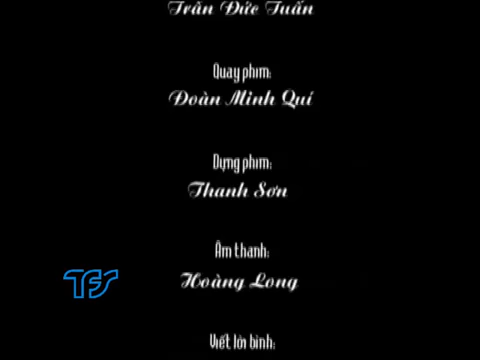 Trần Đức Tuấn
Quay phim:
Đoàn Minh Quí
Dựng phim:
Thanh Sơn
Âm thanh:
Hoàng Long
TFS
Viết lời bình: